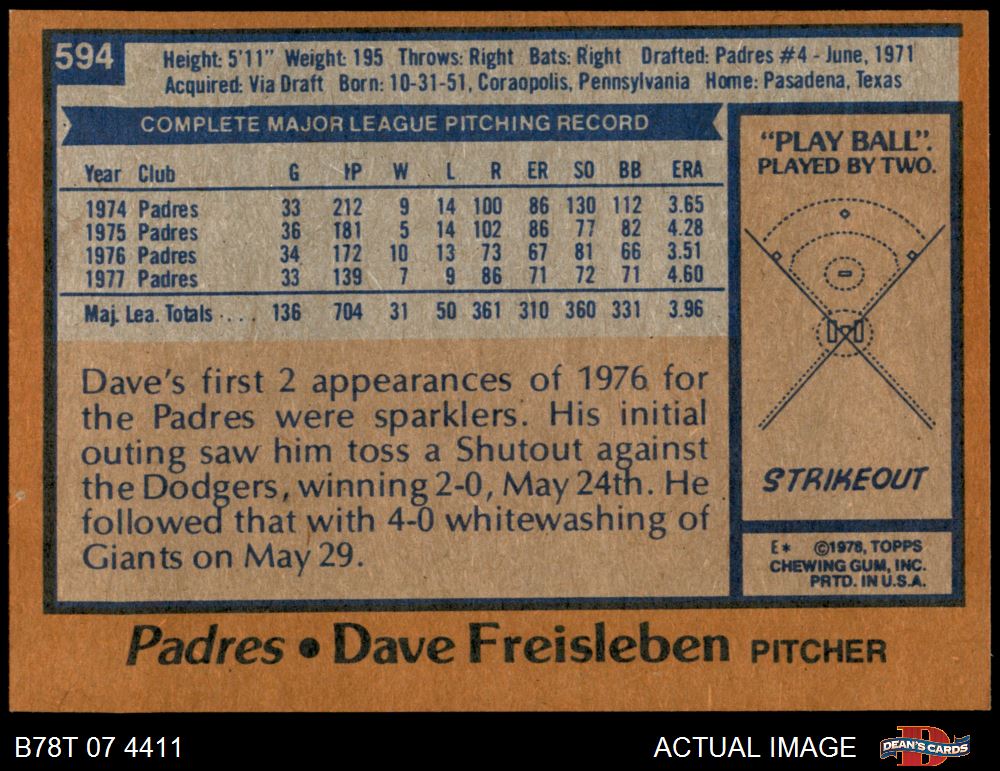 594
Height: 5'11" Weight: 195 Throws: Right Bats: Right Drafted: Padres #4 - June, 1971
Acquired: Via Draft Born: 10-31-51, Coraopolis, Pennsylvania Home: Pasadena, Texas
COMPLETE MAJOR LEAGUE PITCHING RECORD
Year Club G IP W L R ER SO BB ERA
1974 Padres 33 212 9 14 100 86 130 112 3.65
1975 Padres 36 181 5 14 102 86 77 82 4.28
1976 Padres 34 172 10 13 73 67 81 66 3.51
1977 Padres 33 139 7 9 86 71 72 71 4.60
Maj. Lea. Totals .... 136 704 31 50 361 310 360 331 3.96
Dave's first 2 appearances of 1976 for
the Padres were sparklers. His initial
outing saw him toss a Shutout against
the Dodgers, winning 2-0, May 24th. He
followed that with 4-0 whitewashing of
Giants on May 29.
"PLAY BALL".
PLAYED BY TWO.
STRIKEOUT
E* ©1978, TOPPS
CHEWING GUM, INC.
PRTD. IN U.S.A.
Padres • Dave Freisleben PITCHER
B78T 07 4411
ACTUAL IMAGE
D
DEAN'S CARDS